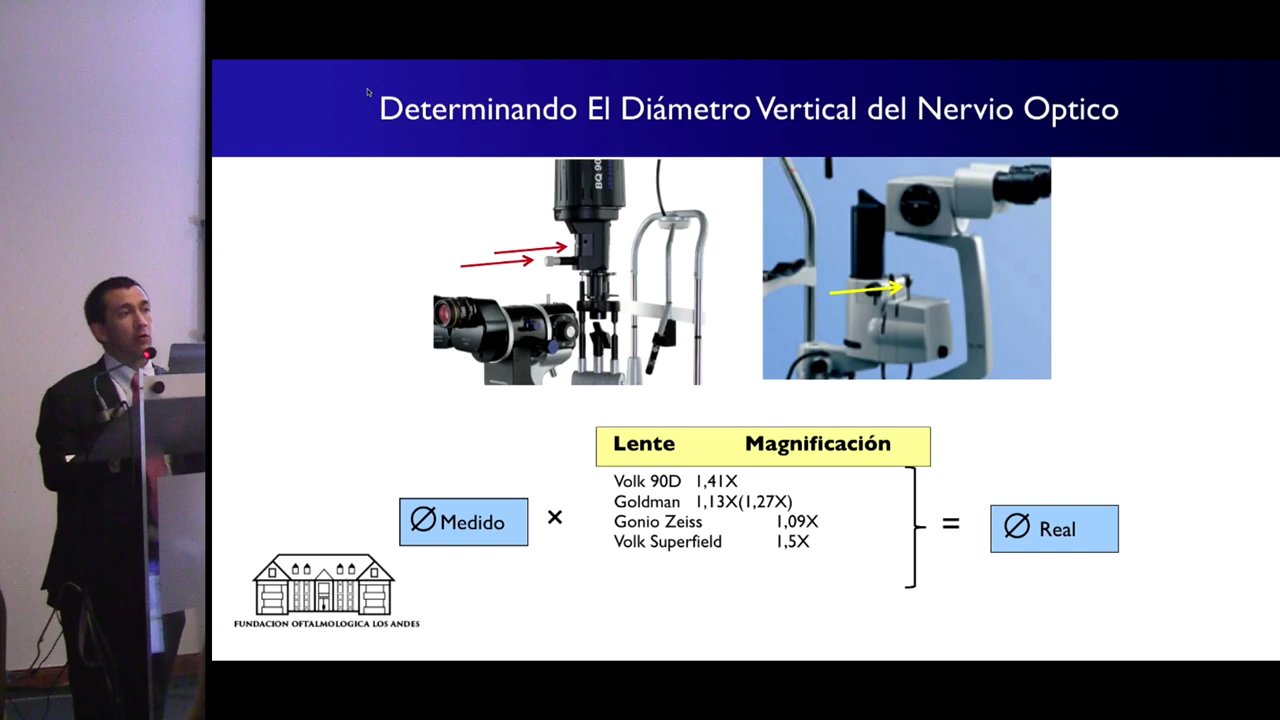 Determinando El Diámetro Vertical del Nervio Optico
BQ 90
Lente Magnificación
Volk 90D 1,41X
Goldman 1,13X(1,27X)
Gonio Zeiss 1,09X
Volk Superfield 1,5X
∅ Medido × = ∅ Real
FUNDACION OFTALMOLOGICA LOS ANDES